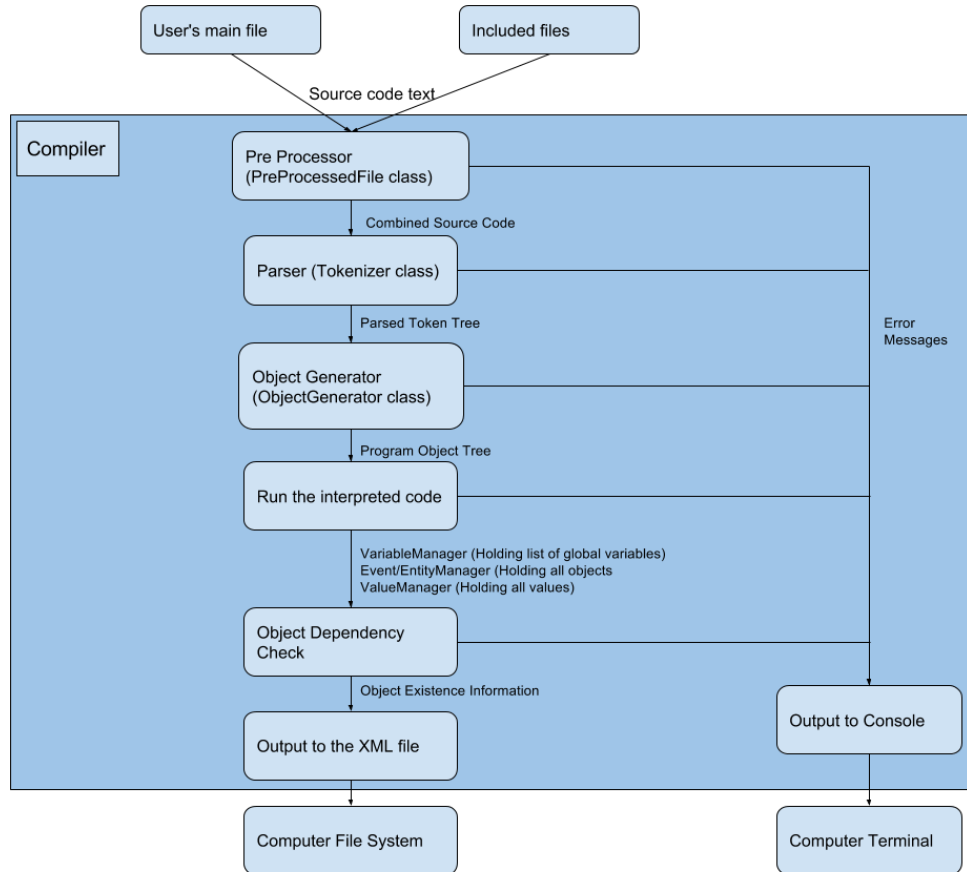 User's main file
Included files
Source code text
Compiler
Pre Processor
(PreProcessedFile class)
Combined Source Code
Parser (Tokenizer class)
Parsed Token Tree
Error
Messages
Object Generator
(ObjectGenerator class)
Program Object Tree
Run the interpreted code
VariableManager (Holding list of global variables)
Event/EntityManager (Holding all objects
ValueManager (Holding all values)
Object Dependency
Check
Object Existence Information
Output to the XML file
Output to Console
Computer File System
Computer Terminal